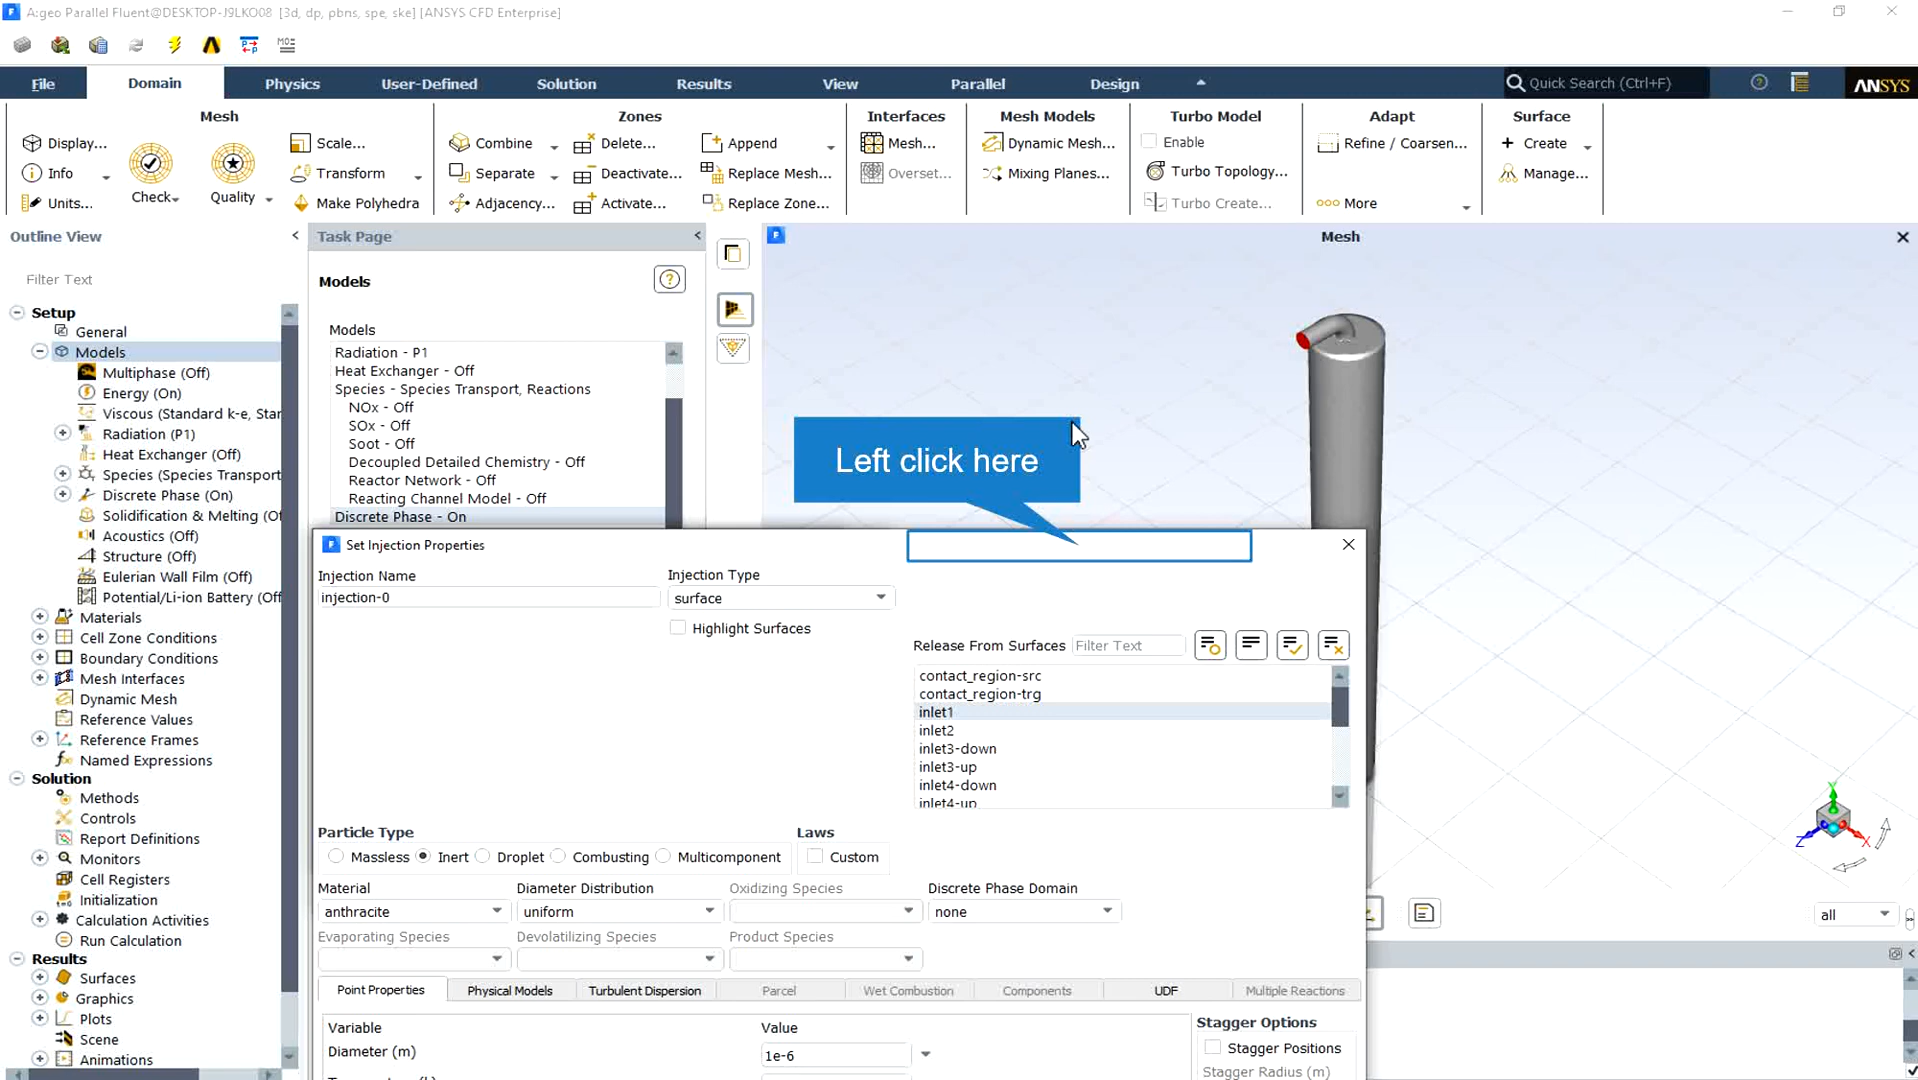 A:geo Parallel Fluent@DESKTOP-J9LKO08 [3d, dp, pbns, spe, ske] [ANSYS CFD Enterprise]
File
Domain
Physics
User-Defined
Solution
Results
View
Parallel
Design
Quick Search (Ctrl+F)
ANSYS
Mesh
Display...
Info
Units...
Check
Quality
Scale...
Transform
Make Polyhedra
Zones
Combine
Separate
Adjacency...
Delete...
Deactivate...
Activate...
Append
Replace Mesh...
Replace Zone...
Interfaces
Mesh...
Overset...
Mesh Models
Dynamic Mesh...
Mixing Planes...
Turbo Model
Enable
Turbo Topology...
Turbo Create...
Adapt
Refine / Coarsen...
More
Surface
Create
Manage...
Outline View
Filter Text
Setup
General
Models
Multiphase (Off)
Energy (On)
Viscous (Standard k-e, Star
Radiation (P1)
Heat Exchanger (Off)
Species (Species Transport
Discrete Phase (On)
Solidification & Melting (Of
Acoustics (Off)
Structure (Off)
Eulerian Wall Film (Off)
Potential/Li-ion Battery (Off
Materials
Cell Zone Conditions
Boundary Conditions
Mesh Interfaces
Dynamic Mesh
Reference Values
Reference Frames
Named Expressions
Solution
Methods
Controls
Report Definitions
Monitors
Cell Registers
Initialization
Calculation Activities
Run Calculation
Results
Surfaces
Graphics
Plots
Scene
Animations
Task Page
Models
Models
Radiation - P1
Heat Exchanger - Off
Species - Species Transport, Reactions
NOx - Off
SOx - Off
Soot - Off
Decoupled Detailed Chemistry - Off
Reactor Network - Off
Reacting Channel Model - Off
Discrete Phase - On
Mesh
Left click here
Set Injection Properties
Injection Name
injection-0
Injection Type
surface
Highlight Surfaces
Release From Surfaces Filter Text
contact_region-src
contact_region-trg
inlet1
inlet2
inlet3-down
inlet3-up
inlet4-down
inlet4-up
Particle Type
Massless Inert Droplet Combusting Multicomponent
Laws
Custom
Material
anthracite
Diameter Distribution
uniform
Oxidizing Species
Discrete Phase Domain
none
Evaporating Species
Devolatilizing Species
Product Species
Point Properties
Physical Models
Turbulent Dispersion
Parcel
Wet Combustion
Components
UDF
Multiple Reactions
Variable
Value
Diameter (m)
1e-6
Stagger Options
Stagger Positions
Stagger Radius (m)
Y
Z
X
all